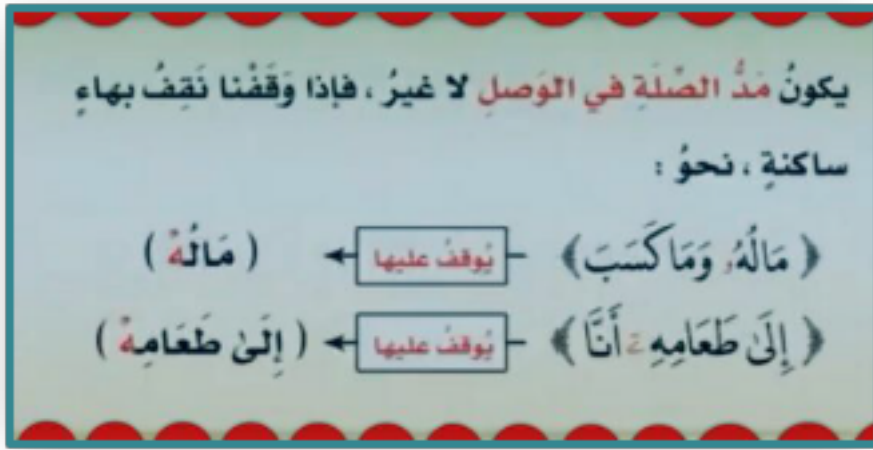 يكونُ مَدُّ الصِّلَةِ في الوَصلِ لا غيرُ ، فإذا وَقَفْنا نَقِفُ بهاءٍ
ساكنةٍ ، نحوُ :
﴿ مَالُهُۥ وَمَا كَسَبَ ﴾ يُوقفُ عليها ( مَالُهْ )
﴿ إِلَىٰ طَعَامِهِۦٓ أَنَّا ﴾ يُوقفُ عليها ( إِلَىٰ طَعَامِهْ )